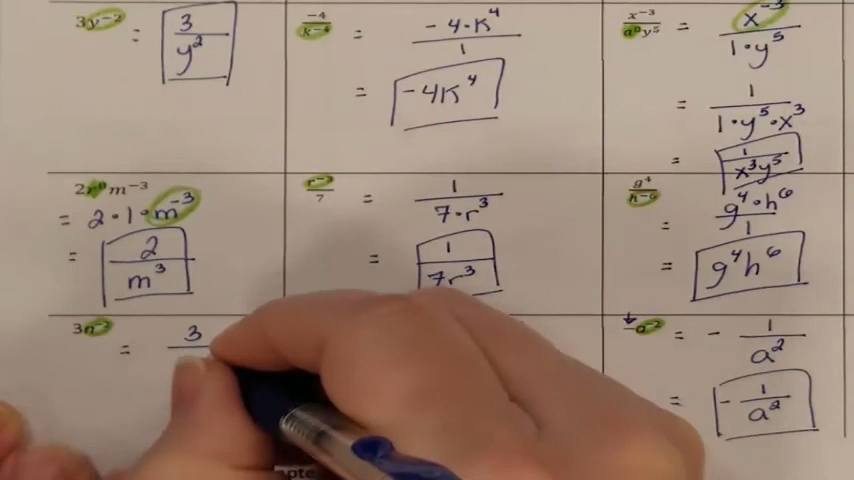 3y⁻² = 3/y²
-4/k⁻⁴ = -4·K⁴/1
= -4K⁴
x⁻³/a⁰y⁵ = x⁻³/1·y⁵
= 1/1·y⁵·x³
= 1/x³y⁵
2r⁰m⁻³
= 2·1·m⁻³
= 2/m³
r⁻³/7 = 1/7·r³
= 1/7r³
g⁴/h⁻⁶
= g⁴·h⁶/1
= g⁴h⁶
= 3
-a⁻² = - 1/a²
= - 1/a²